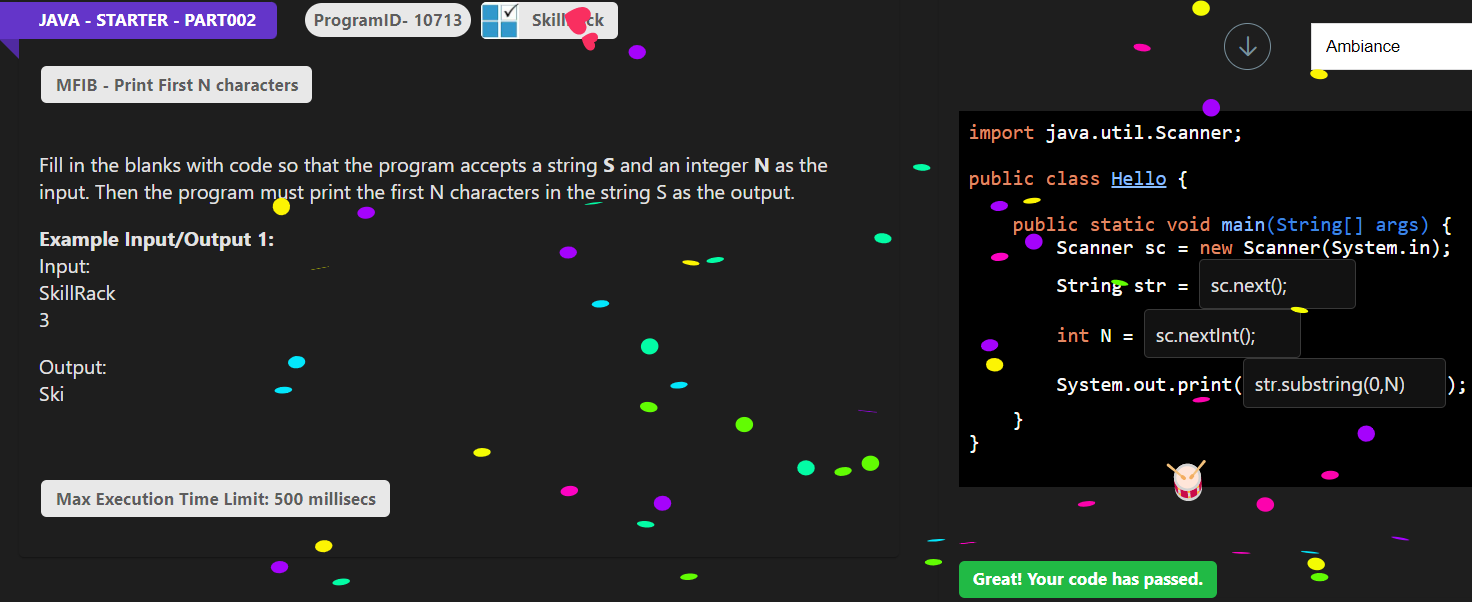 JAVA - STARTER - PART002
ProgramID- 10713
Skill ck
MFIB - Print First N characters
Fill in the blanks with code so that the program accepts a string S and an integer N as the
input. Then the program must print the first N characters in the string S as the output.
Example Input/Output 1:
Input:
SkillRack
3
Output:
Ski
Max Execution Time Limit: 500 millisecs
Ambiance
import java.util.Scanner;
public class Hello {
public static void main(String[] args) {
Scanner sc = new Scanner(System.in);
String str = sc.next();
int N = sc.nextInt();
System.out.print(str.substring(0,N));
}
}
Great! Your code has passed.